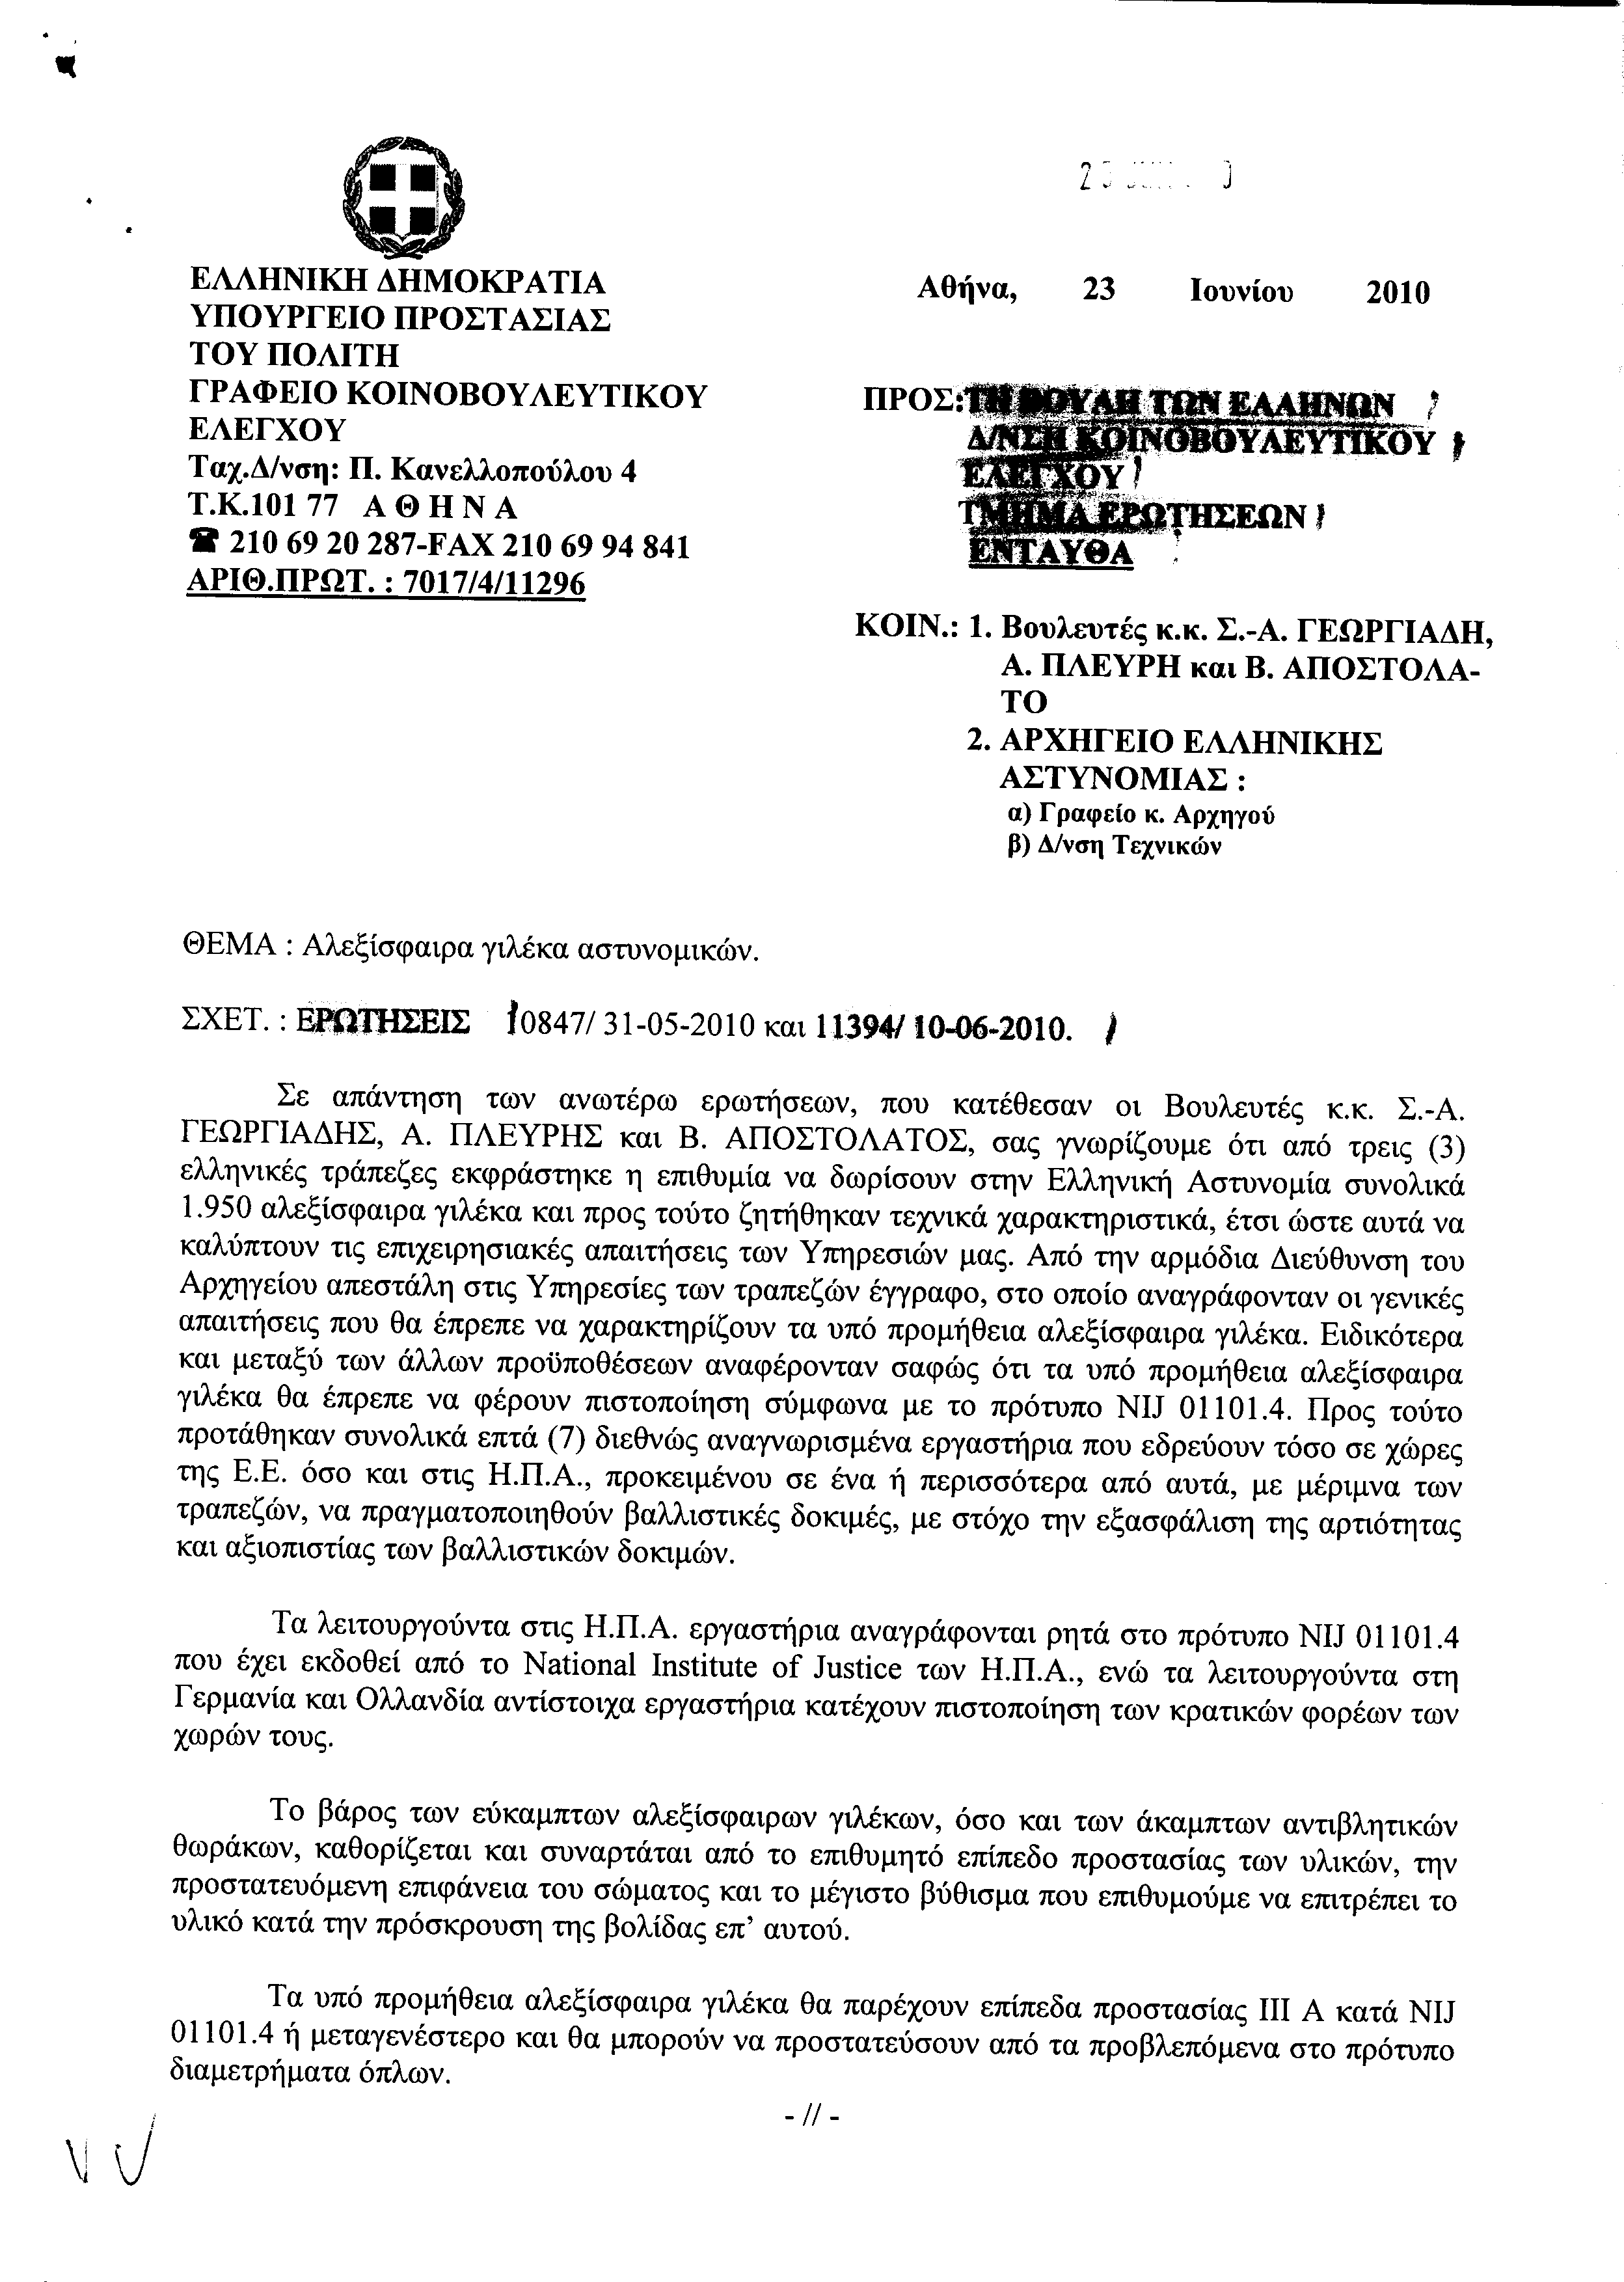 ΕΛΛΗΝΙΚΗ ΔΗΜΟΚΡΑΤΙΑ
ΥΠΟΥΡΓΕΙΟ ΠΡΟΣΤΑΣΙΑΣ
ΤΟΥ ΠΟΛΙΤΗ
ΓΡΑΦΕΙΟ ΚΟΙΝΟΒΟΥΛΕΥΤΙΚΟΥ
ΕΛΕΓΧΟΥ
Ταχ.Δ/νση: Π. Κανελλοπούλου 4
Τ.Κ.101 77 Α Θ Η Ν Α
☎ 210 69 20 287-FAX 210 69 94 841
ΑΡΙΘ.ΠΡΩΤ. : 7017/4/11296
Αθήνα, 23 Ιουνίου 2010
ΠΡΟΣ:ΤΗ ΒΟΥΛΗ ΤΩΝ ΕΛΛΗΝΩΝ
Δ/ΝΣΗ ΚΟΙΝΟΒΟΥΛΕΥΤΙΚΟΥ
ΕΛΕΓΧΟΥ
ΤΜΗΜΑ ΕΡΩΤΗΣΕΩΝ
ΕΝΤΑΥΘΑ
ΚΟΙΝ.: 1. Βουλευτές κ.κ. Σ.-Α. ΓΕΩΡΓΙΑΔΗ,
Α. ΠΛΕΥΡΗ και Β. ΑΠΟΣΤΟΛΑ-
ΤΟ
2. ΑΡΧΗΓΕΙΟ ΕΛΛΗΝΙΚΗΣ
ΑΣΤΥΝΟΜΙΑΣ :
α) Γραφείο κ. Αρχηγού
β) Δ/νση Τεχνικών
ΘΕΜΑ : Αλεξίσφαιρα γιλέκα αστυνομικών.
ΣΧΕΤ. : ΕΡΩΤΗΣΕΙΣ 10847/ 31-05-2010 και 11394/ 10-06-2010.
Σε απάντηση των ανωτέρω ερωτήσεων, που κατέθεσαν οι Βουλευτές κ.κ. Σ.-Α.
ΓΕΩΡΓΙΑΔΗΣ, Α. ΠΛΕΥΡΗΣ και Β. ΑΠΟΣΤΟΛΑΤΟΣ, σας γνωρίζουμε ότι από τρεις (3)
ελληνικές τράπεζες εκφράστηκε η επιθυμία να δωρίσουν στην Ελληνική Αστυνομία συνολικά
1.950 αλεξίσφαιρα γιλέκα και προς τούτο ζητήθηκαν τεχνικά χαρακτηριστικά, έτσι ώστε αυτά να
καλύπτουν τις επιχειρησιακές απαιτήσεις των Υπηρεσιών μας. Από την αρμόδια Διεύθυνση του
Αρχηγείου απεστάλη στις Υπηρεσίες των τραπεζών έγγραφο, στο οποίο αναγράφονταν οι γενικές
απαιτήσεις που θα έπρεπε να χαρακτηρίζουν τα υπό προμήθεια αλεξίσφαιρα γιλέκα. Ειδικότερα
και μεταξύ των άλλων προϋποθέσεων αναφέρονταν σαφώς ότι τα υπό προμήθεια αλεξίσφαιρα
γιλέκα θα έπρεπε να φέρουν πιστοποίηση σύμφωνα με το πρότυπο NIJ 01101.4. Προς τούτο
προτάθηκαν συνολικά επτά (7) διεθνώς αναγνωρισμένα εργαστήρια που εδρεύουν τόσο σε χώρες
της Ε.Ε. όσο και στις Η.Π.Α., προκειμένου σε ένα ή περισσότερα από αυτά, με μέριμνα των
τραπεζών, να πραγματοποιηθούν βαλλιστικές δοκιμές, με στόχο την εξασφάλιση της αρτιότητας
και αξιοπιστίας των βαλλιστικών δοκιμών.
Τα λειτουργούντα στις Η.Π.Α. εργαστήρια αναγράφονται ρητά στο πρότυπο NIJ 01101.4
που έχει εκδοθεί από το National Institute of Justice των Η.Π.Α., ενώ τα λειτουργούντα στη
Γερμανία και Ολλανδία αντίστοιχα εργαστήρια κατέχουν πιστοποίηση των κρατικών φορέων των
χωρών τους.
Το βάρος των εύκαμπτων αλεξίσφαιρων γιλέκων, όσο και των άκαμπτων αντιβλητικών
θωράκων, καθορίζεται και συναρτάται από το επιθυμητό επίπεδο προστασίας των υλικών, την
προστατευόμενη επιφάνεια του σώματος και το μέγιστο βύθισμα που επιθυμούμε να επιτρέπει το
υλικό κατά την πρόσκρουση της βολίδας επ’ αυτού.
Τα υπό προμήθεια αλεξίσφαιρα γιλέκα θα παρέχουν επίπεδα προστασίας III A κατά NIJ
01101.4 ή μεταγενέστερο και θα μπορούν να προστατεύσουν από τα προβλεπόμενα στο πρότυπο
διαμετρήματα όπλων.
- // -